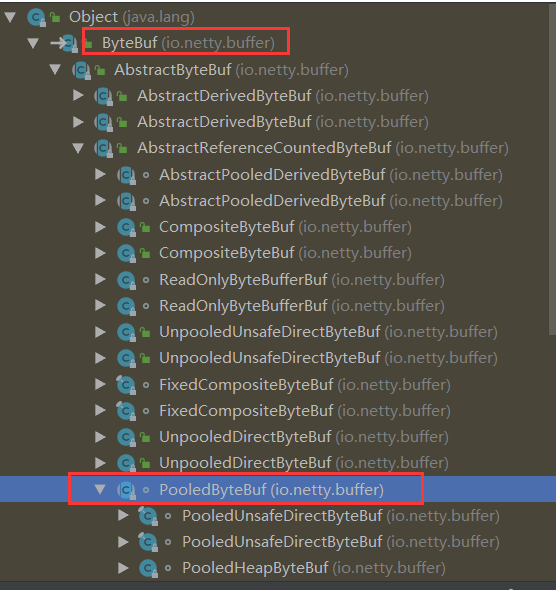 Object (java.lang)
ByteBuf (io.netty.buffer)
AbstractByteBuf (io.netty.buffer)
AbstractDerivedByteBuf (io.netty.buffer)
AbstractDerivedByteBuf (io.netty.buffer)
AbstractReferenceCountedByteBuf (io.netty.buffer)
AbstractPooledDerivedByteBuf (io.netty.buffer)
AbstractPooledDerivedByteBuf (io.netty.buffer)
CompositeByteBuf (io.netty.buffer)
CompositeByteBuf (io.netty.buffer)
ReadOnlyByteBufferBuf (io.netty.buffer)
ReadOnlyByteBufferBuf (io.netty.buffer)
UnpooledUnsafeDirectByteBuf (io.netty.buffer)
UnpooledUnsafeDirectByteBuf (io.netty.buffer)
FixedCompositeByteBuf (io.netty.buffer)
FixedCompositeByteBuf (io.netty.buffer)
UnpooledDirectByteBuf (io.netty.buffer)
UnpooledDirectByteBuf (io.netty.buffer)
PooledByteBuf (io.netty.buffer)
PooledUnsafeDirectByteBuf (io.netty.buffer)
PooledUnsafeDirectByteBuf (io.netty.buffer)
PooledHeapByteBuf (io.netty.buffer)